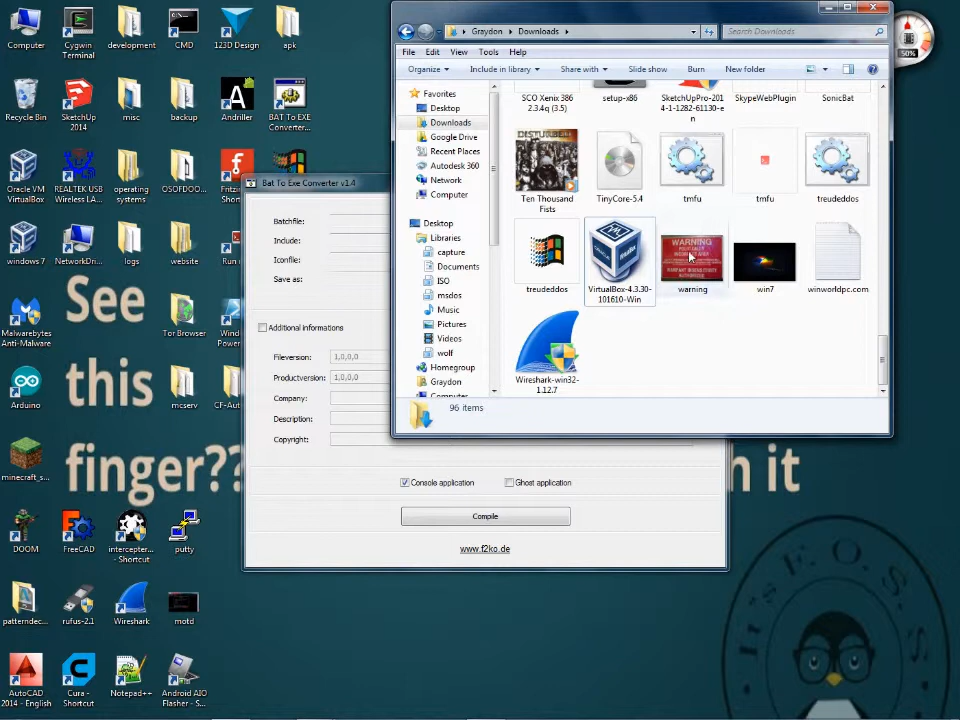 Computer
Cygwin
Terminal
development
CMD
123D Design
apk
Recycle Bin
SketchUp
2014
misc
backup
Andriller
BAT To EXE
Converter...
Oracle VM
VirtualBox
REALTEK USB
Wireless LA...
operating
systems
OSOFDOO...
windows 7
NetworkDri...
logs
website
Malwarebytes
Anti-Malware
Tor Browser
Arduino
mcserv
CF-Aut
minecraft_s...
DOOM
FreeCAD
intercepter...
- Shortcut
putty
patterndec...
rufus-2.1
Wireshark
motd
AutoCAD
2014 - English
Cura -
Shortcut
Notepad++
Android AIO
Flasher - S...
See
this
finger??
it
Bat To Exe Converter v1.4
Batchfile:
Include:
Iconfile:
Save as:
Additional informations
Fileversion:
1,0,0,0
Productversion:
1,0,0,0
Company:
Description:
Copyright:
Console application
Ghost application
Compile
www.f2ko.de
Graydon
Downloads
Search Downloads
File
Edit
View
Tools
Help
Organize
Include in library
Share with
Slide show
Burn
New folder
Favorites
Desktop
Downloads
Google Drive
Recent Places
Autodesk 360
Network
Computer
Desktop
Libraries
capture
Documents
ISO
msdos
Music
Pictures
Videos
wolf
Homegroup
Graydon
Computer
SCO Xenix 386
2.3.4q (3.5)
setup-x86
SketchUpPro-201
4-1-1282-61130-e
n
SkypeWebPlugin
SonicBat
DISTURBED
Ten Thousand
Fists
TinyCore-5.4
tmfu
tmfu
treudeddos
treudeddos
VirtualBox-4.3.30-
101610-Win
WARNING
warning
win7
winworldpc.com
Wireshark-win32-
1.12.7
96 items
50%